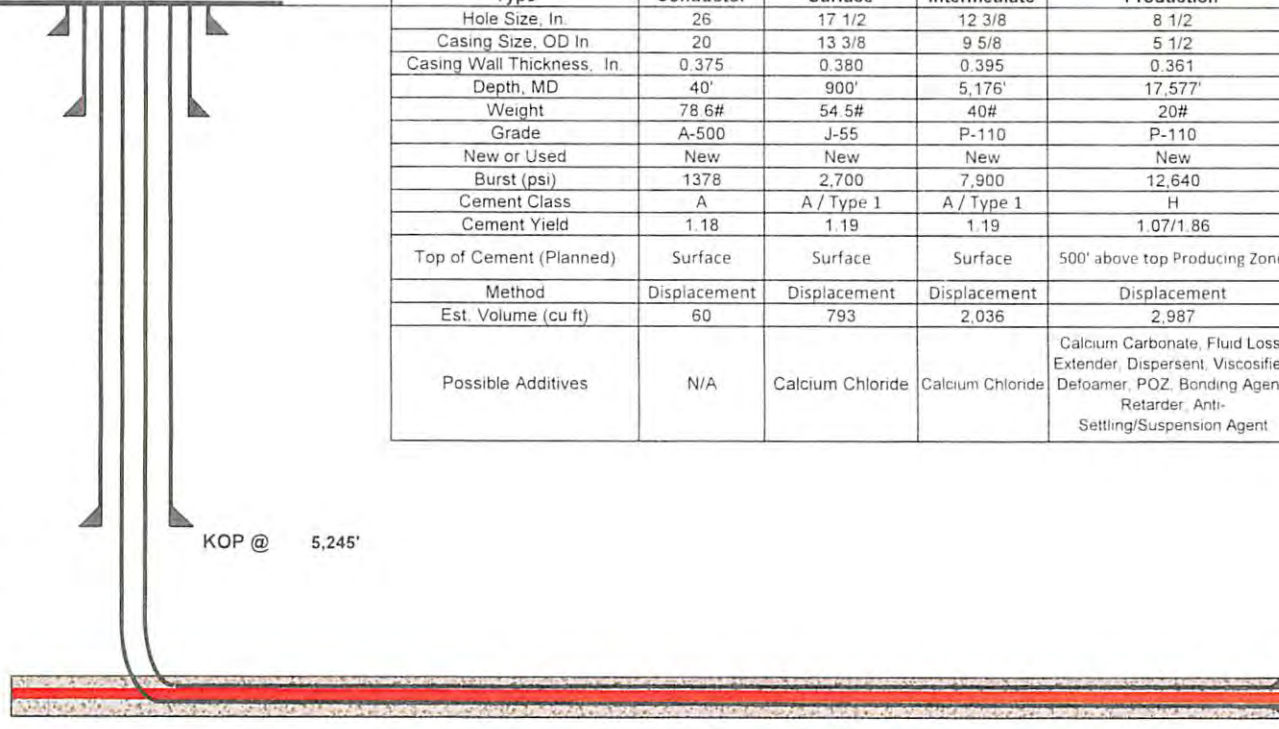 Type Conductor Surface Intermediate Production
Hole Size, In. 26 17 1/2 12 3/8 8 1/2
Casing Size, OD In 20 13 3/8 9 5/8 5 1/2
Casing Wall Thickness, In. 0.375 0.380 0.395 0.361
Depth, MD 40' 900' 5,176' 17,577'
Weight 78.6# 54.5# 40# 20#
Grade A-500 J-55 P-110 P-110
New or Used New New New New
Burst (psi) 1378 2,700 7,900 12,640
Cement Class A A / Type 1 A / Type 1 H
Cement Yield 1.18 1.19 1.19 1.07/1.86
Top of Cement (Planned) Surface Surface Surface 500' above top Producing Zone
Method Displacement Displacement Displacement Displacement
Est. Volume (cu ft) 60 793 2,036 2,987
Possible Additives N/A Calcium Chloride Calcium Chloride Calcium Carbonate, Fluid Loss
Extender, Dispersent, Viscosifie
Defoamer, POZ, Bonding Agen
Retarder, Anti-
Settling/Suspension Agent
KOP @ 5,245'